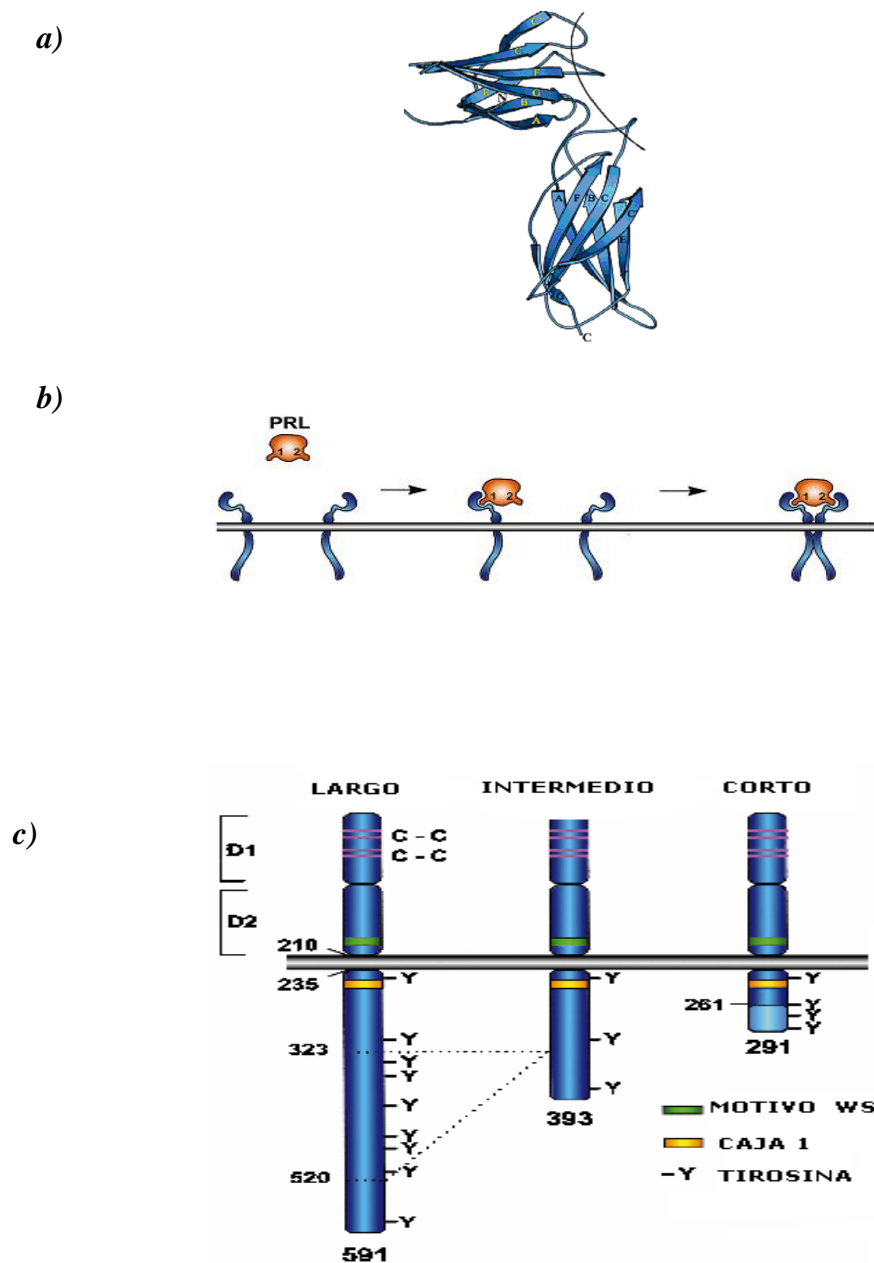 a)
C
C
F
E
N
G
B
A
A
F
B
C
C
E
G
C
b)
PRL
1 2
1 2
1 2
LARGO INTERMEDIO CORTO
c)
D1
C - C
C - C
D2
210
235
Y
Y
Y
261
Y
Y
Y
323
Y
Y
Y
Y
Y
Y
Y
520
Y
Y
591
Y
Y
393
291
MOTIVO WS
CAJA 1
-Y TIROSINA